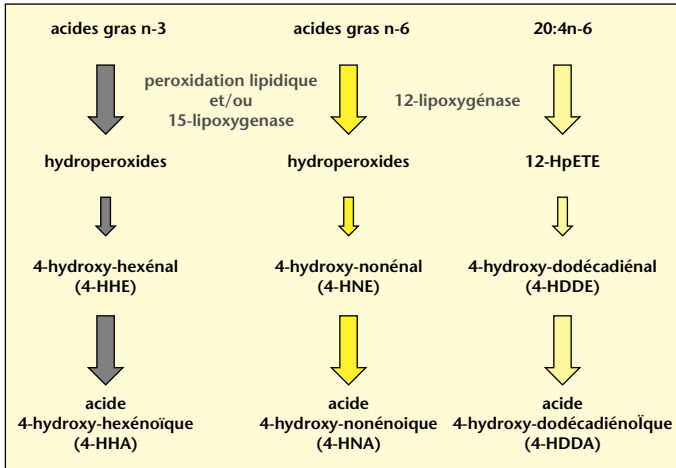 acides gras n-3
acides gras n-6
20:4n-6
peroxidation lipidique
et/ou
15-lipoxygenase
12-lipoxygénase
hydroperoxides
hydroperoxides
12-HpETE
4-hydroxy-hexénal
(4-HHE)
4-hydroxy-nonénal
(4-HNE)
4-hydroxy-dodécadiénal
(4-HDDE)
acide
4-hydroxy-hexénoïque
(4-HHA)
acide
4-hydroxy-nonénoique
(4-HNA)
acide
4-hydroxy-dodécadiénoÏque
(4-HDDA)